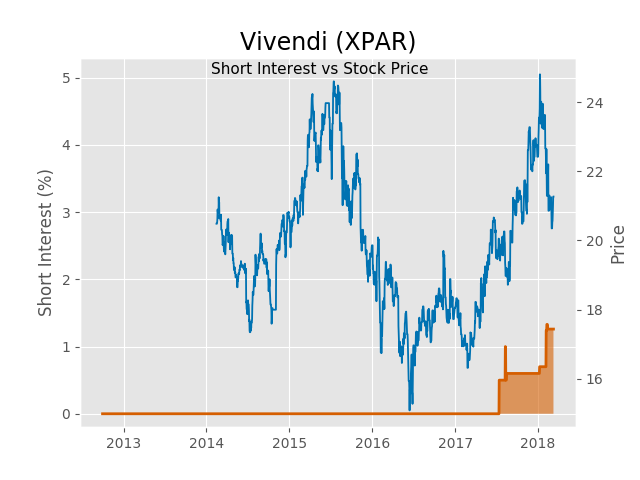 Vivendi (XPAR)
Short Interest vs Stock Price
Short Interest (%)
5
4
3
2
1
0
24
22
20
18
16
Price
2013 2014 2015 2016 2017 2018